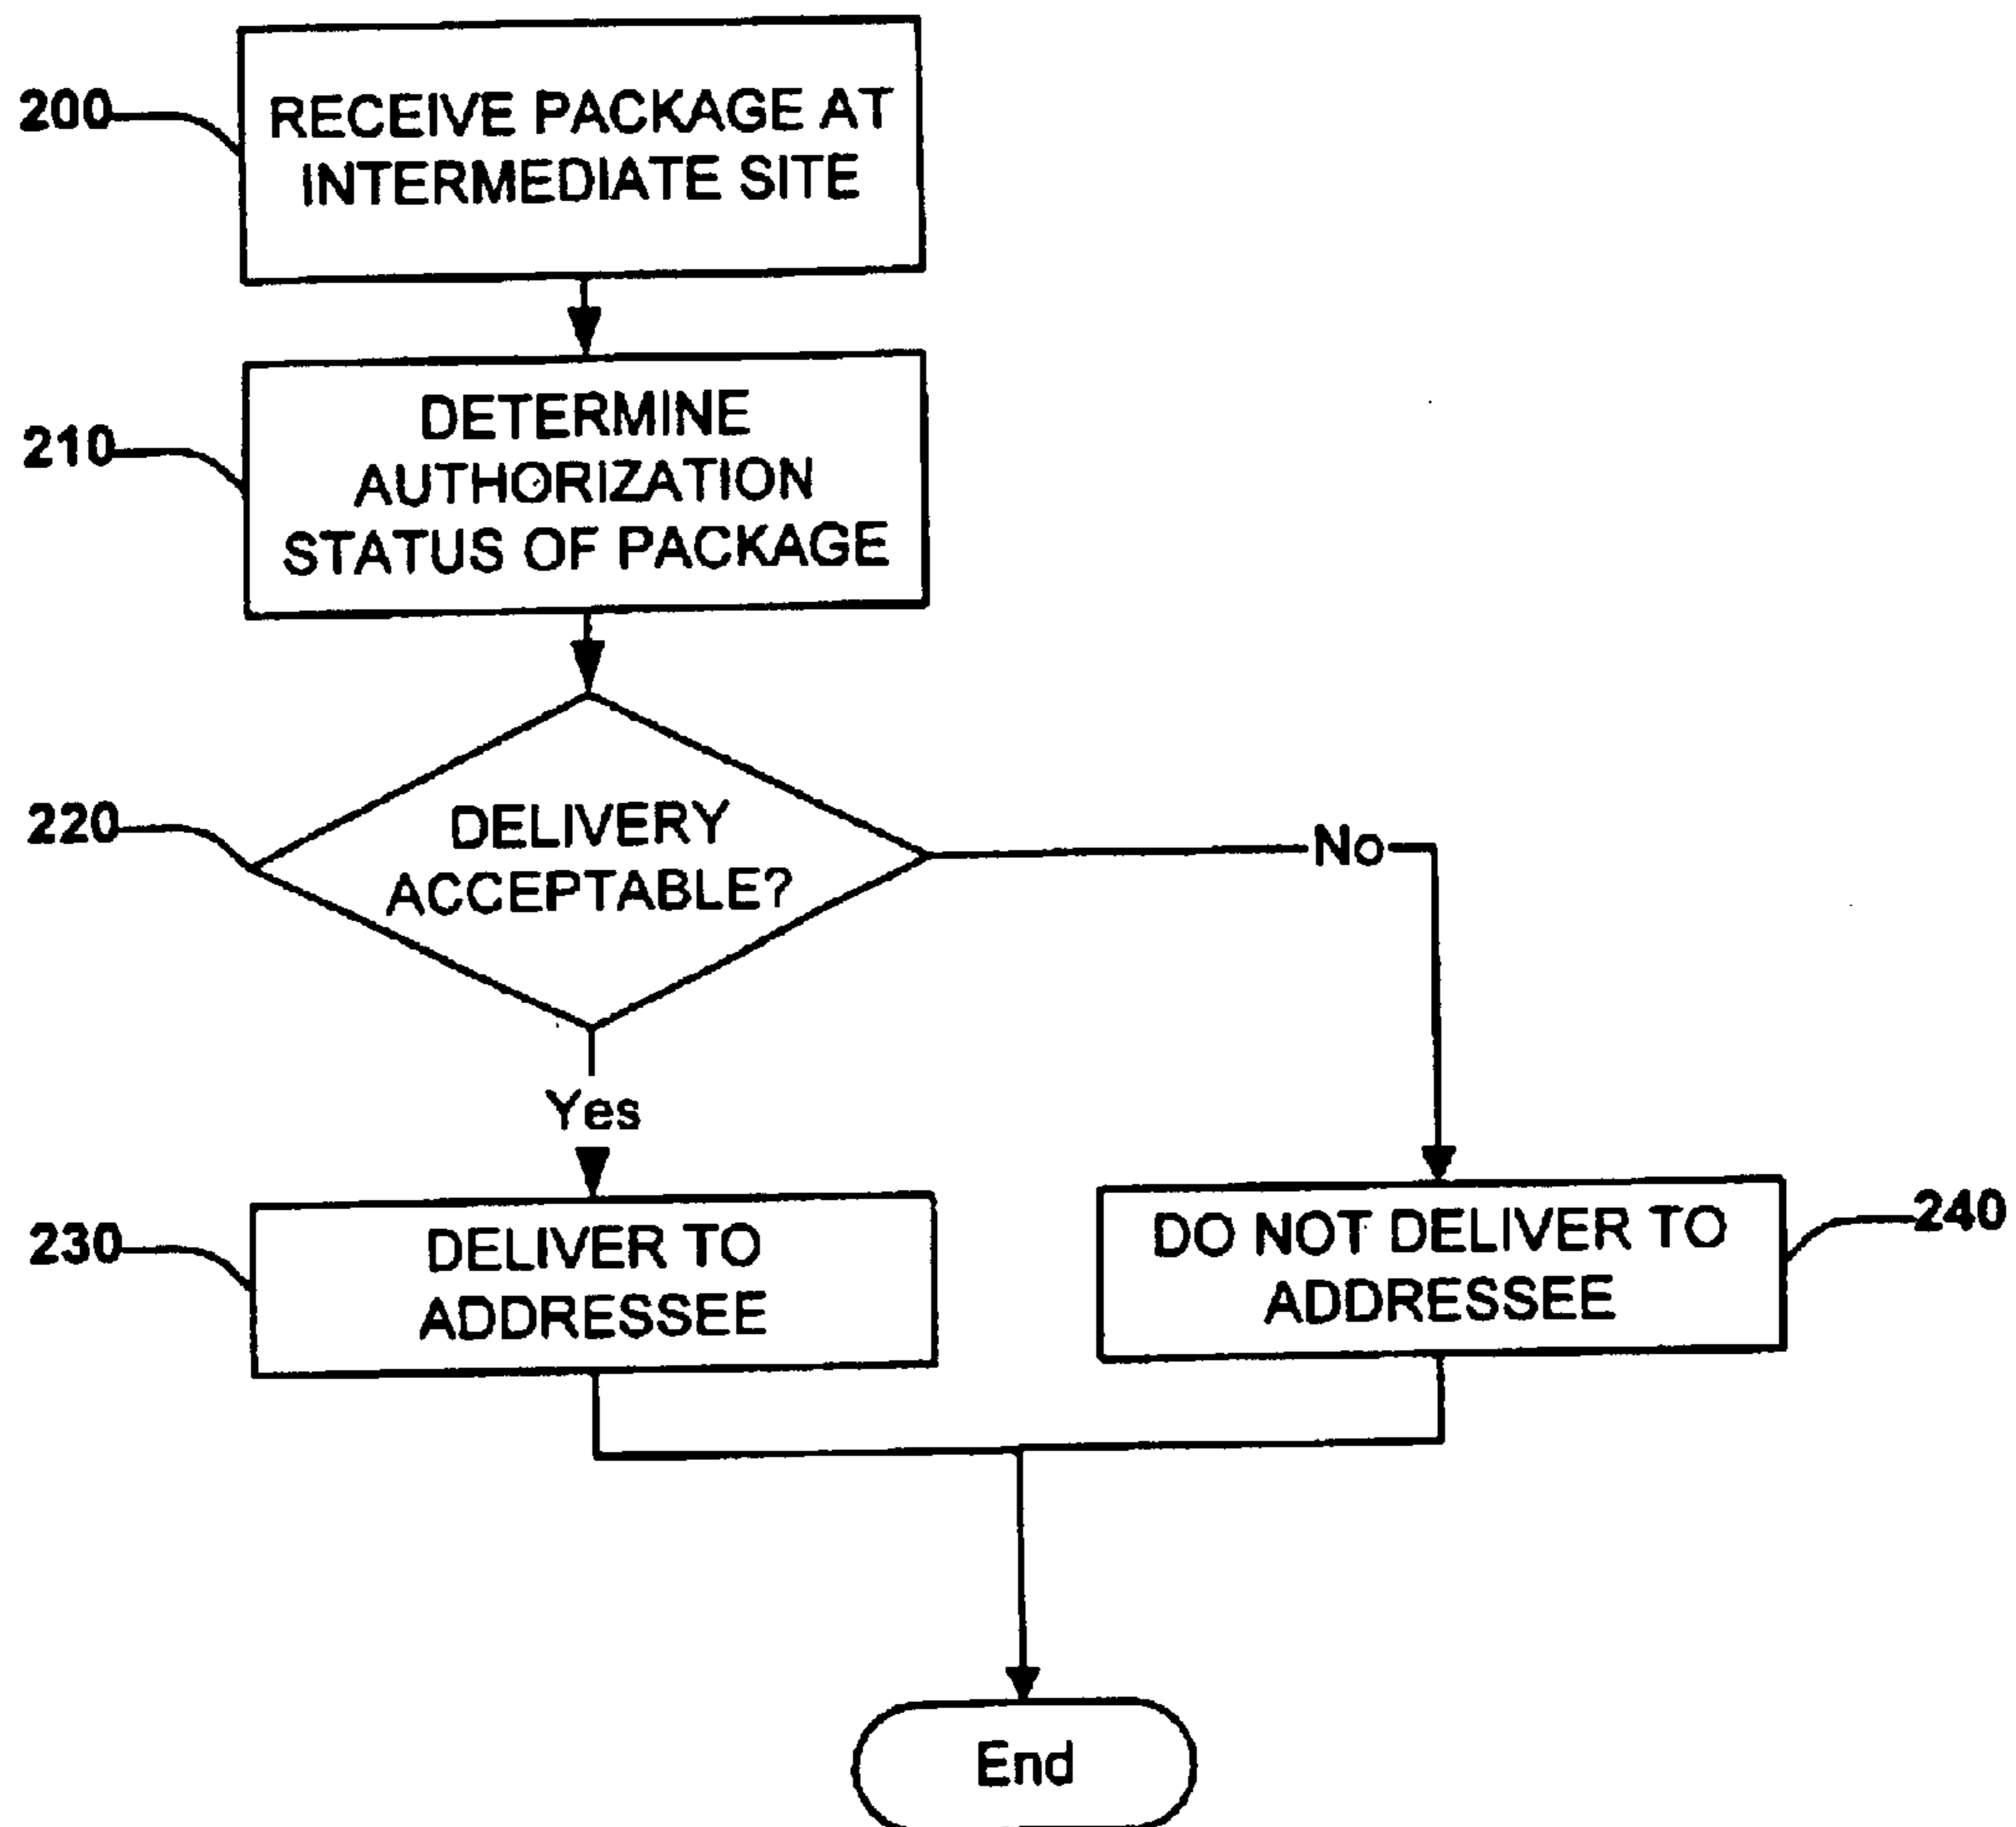 200
RECEIVE PACKAGE AT
INTERMEDIATE SITE
210
DETERMINE
AUTHORIZATION
STATUS OF PACKAGE
220
DELIVERY
ACCEPTABLE?
No
Yes
230
DELIVER TO
ADDRESSEE
DO NOT DELIVER TO
ADDRESSEE
240
End